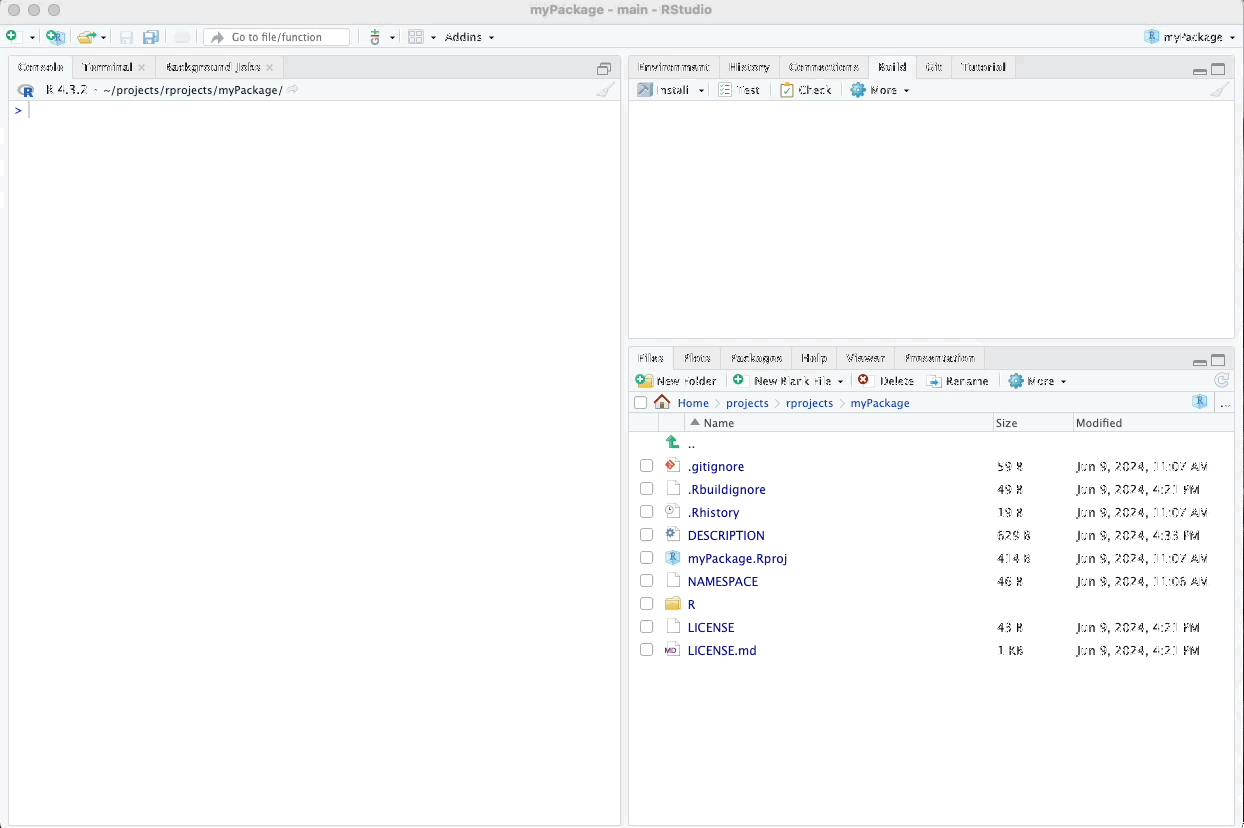 myPackage - main - RStudio
Go to file/function
Addins
myPackage
Console
Terminal
Background Jobs
R 4.3.2 · ~/projects/rprojects/myPackage/
>
Environment
History
Connections
Build
Git
Tutorial
Install
Test
Check
More
Files
Plots
Packages
Help
Viewer
Presentation
New Folder
New Blank File
Delete
Rename
More
Home
projects
rprojects
myPackage
...
Name
Size
Modified
..
.gitignore 59 B Jun 9, 2024, 11:07 AM
.Rbuildignore 49 B Jun 9, 2024, 4:21 PM
.Rhistory 19 B Jun 9, 2024, 11:07 AM
DESCRIPTION 629 B Jun 9, 2024, 4:33 PM
myPackage.Rproj 414 B Jun 9, 2024, 11:07 AM
NAMESPACE 46 B Jun 9, 2024, 11:06 AM
R
LICENSE 43 B Jun 9, 2024, 4:21 PM
LICENSE.md 1 KB Jun 9, 2024, 4:21 PM